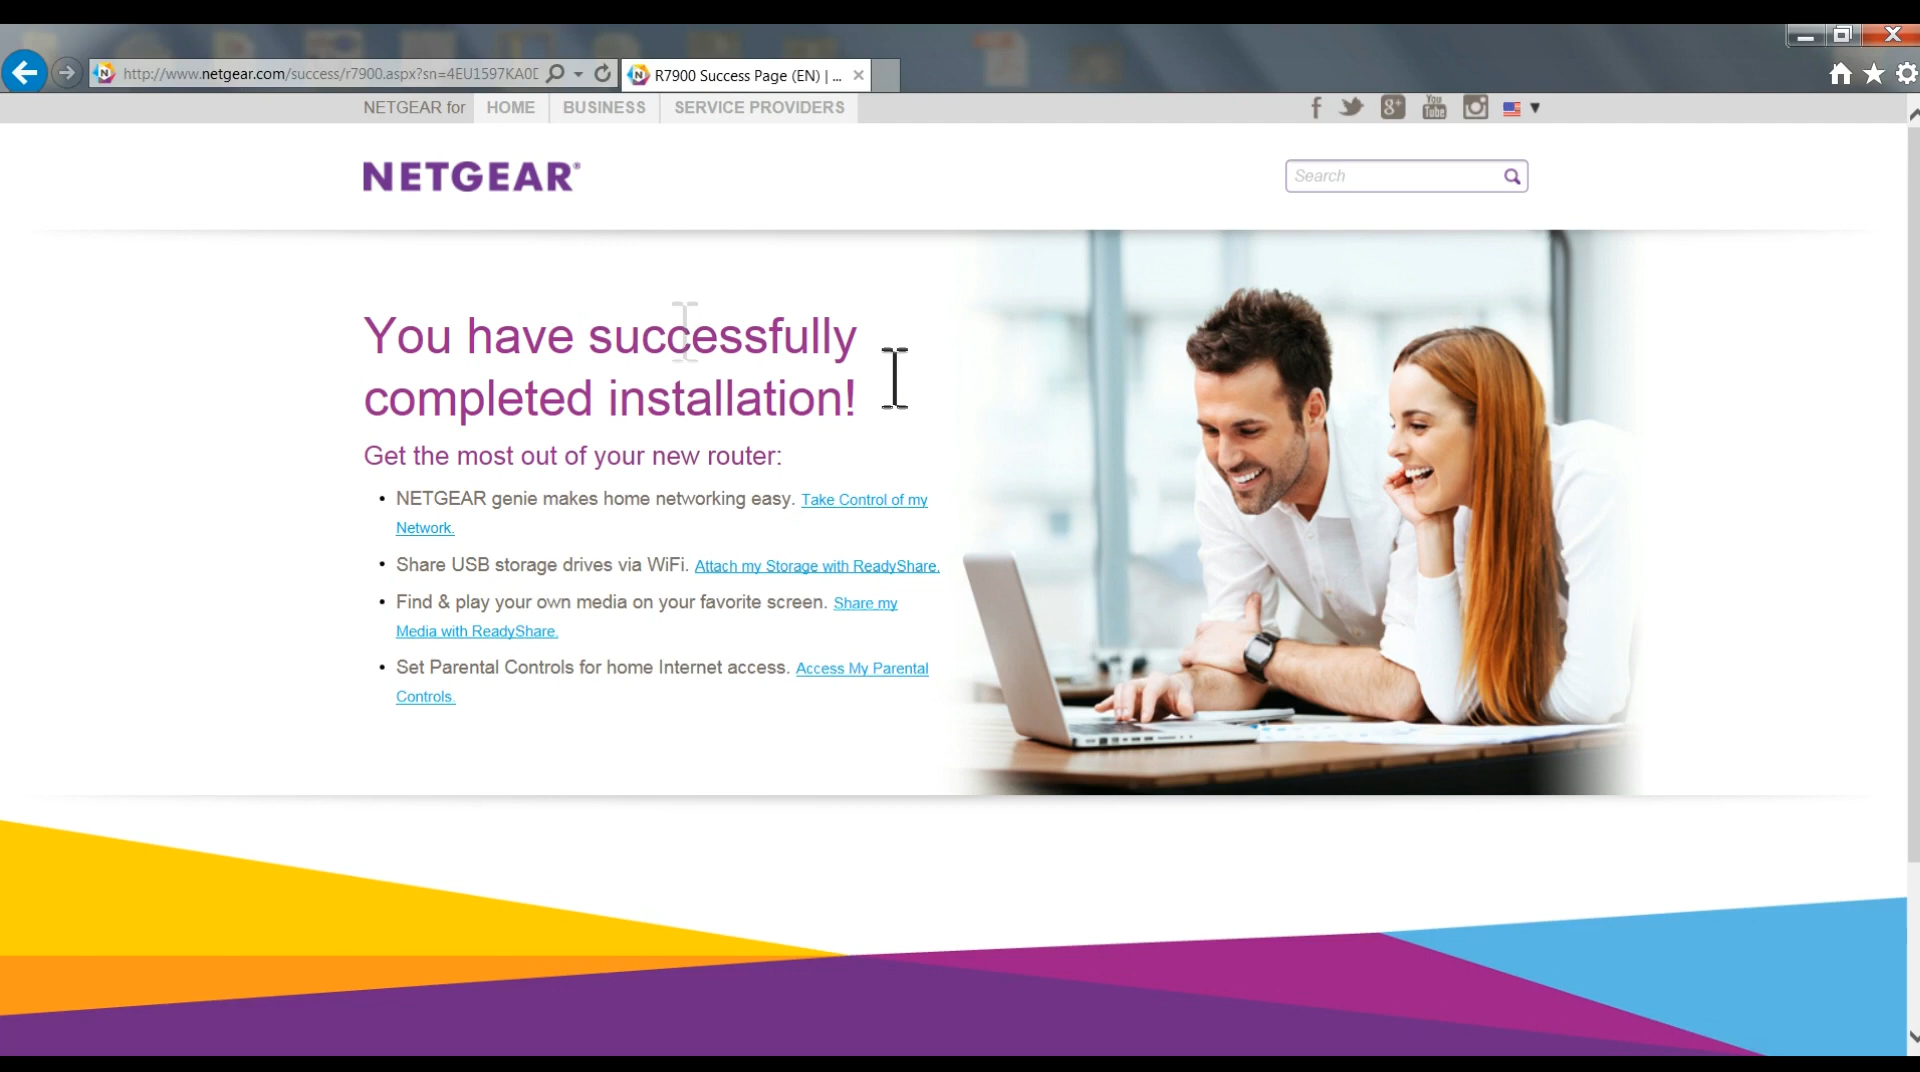 http://www.netgear.com/success/r7900.aspx?sn=4EU1597KA0D
R7900 Success Page (EN) | ...
NETGEAR for HOME BUSINESS SERVICE PROVIDERS
f g+ You Tube
NETGEAR®
Search
You have successfully
completed installation!
Get the most out of your new router:
• NETGEAR genie makes home networking easy. Take Control of my
Network.
• Share USB storage drives via WiFi. Attach my Storage with ReadyShare.
• Find & play your own media on your favorite screen. Share my
Media with ReadyShare.
• Set Parental Controls for home Internet access. Access My Parental
Controls.